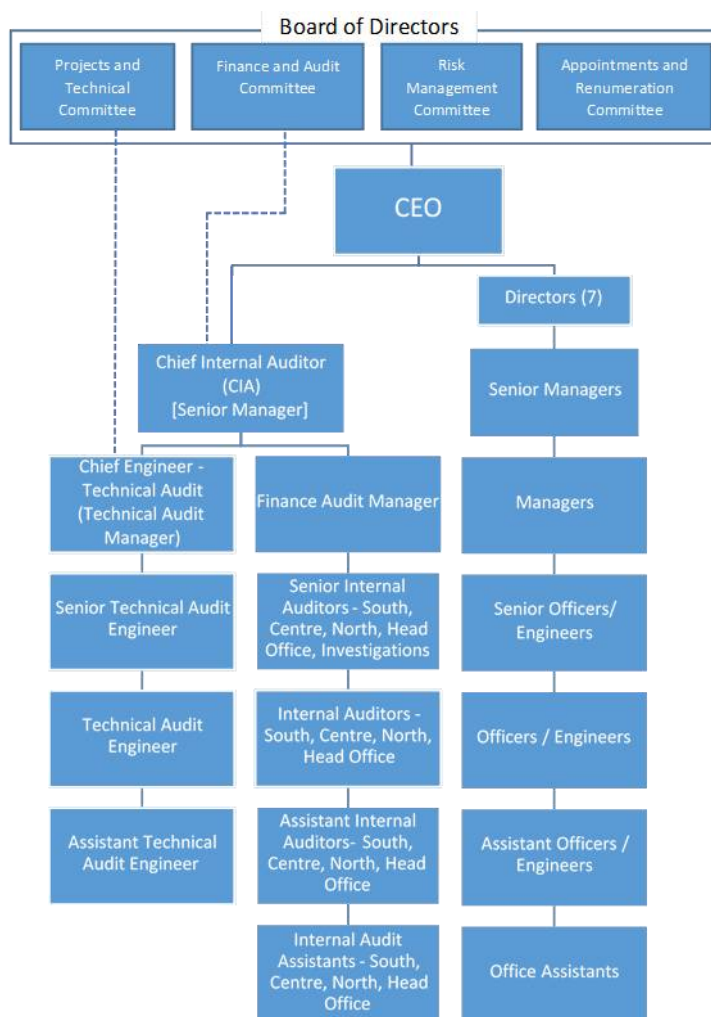 Board of Directors
Projects and
Technical
Committee
Finance and Audit
Committee
Risk
Management
Committee
Appointments and
Renumeration
Committee
CEO
Directors (7)
Chief Internal Auditor
(CIA)
[Senior Manager]
Senior Managers
Chief Engineer -
Technical Audit
(Technical Audit
Manager)
Finance Audit Manager
Managers
Senior Technical Audit
Engineer
Senior Internal
Auditors - South,
Centre, North, Head
Office, Investigations
Senior Officers/
Engineers
Technical Audit
Engineer
Internal Auditors -
South, Centre, North,
Head Office
Officers / Engineers
Assistant Technical
Audit Engineer
Assistant Internal
Auditors- South,
Centre, North, Head
Office
Assistant Officers /
Engineers
Internal Audit
Assistants - South,
Centre, North, Head
Office
Office Assistants